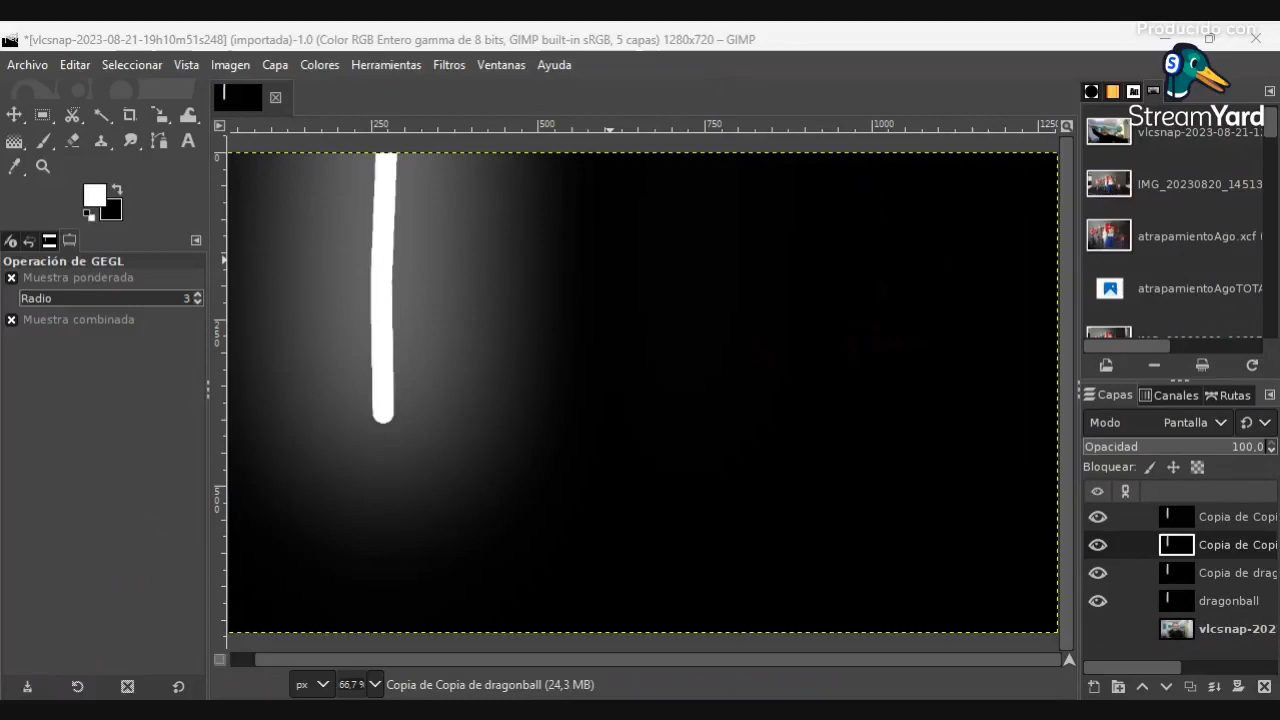 Producido con
StreamYard
*[vlcsnap-2023-08-21-19h10m51s248] (importada)-1.0 (Color RGB Entero gamma de 8 bits, GIMP built-in sRGB, 5 capas) 1280x720 – GIMP
Archivo Editar Seleccionar Vista Imagen Capa Colores Herramientas Filtros Ventanas Ayuda
250 500 750 1000 1250
0
250
500
Operación de GEGL
Muestra ponderada
Radio 3
Muestra combinada
IMG_20230820_14513
atrapamientoAgo.xcf
atrapamientoAgoTOTA
Capas Canales Rutas
Modo Pantalla
Opacidad 100,0
Bloquear:
Copia de Copi
Copia de Copi
Copia de drag
dragonball
vlcsnap-202
px 66,7 Copia de Copia de dragonball (24,3 MB)